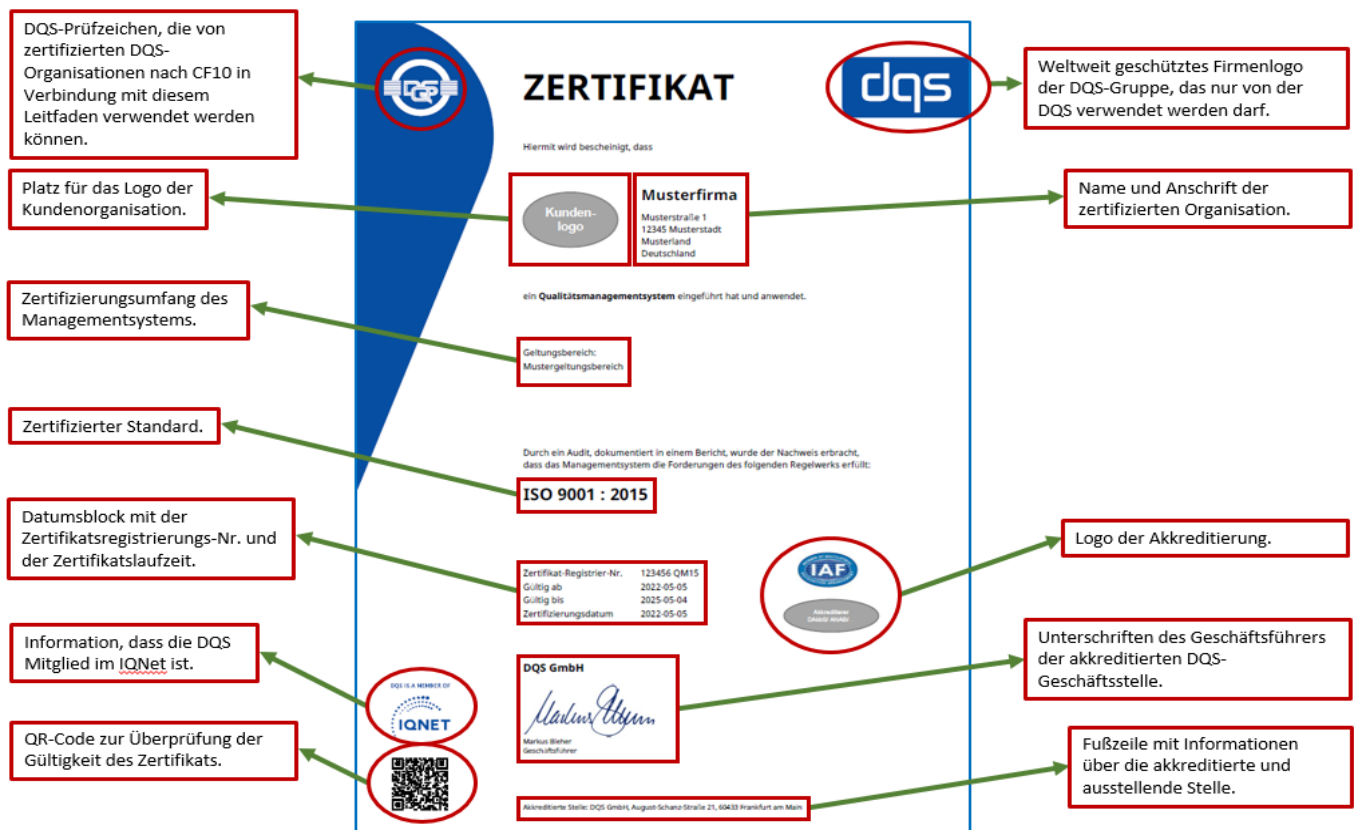 DQS-Prüfzeichen, die von
zertifizierten DQS-
Organisationen nach CF10 in
Verbindung mit diesem
Leitfaden verwendet werden
können.
Platz für das Logo der
Kundenorganisation.
Zertifizierungsumfang des
Managementsystems.
Zertifizierter Standard.
Datumsblock mit der
Zertifikatsregistrierungs-Nr. und
der Zertifikatslaufzeit.
Information, dass die DQS
Mitglied im IQNet ist.
QR-Code zur Überprüfung der
Gültigkeit des Zertifikats.
DQS
ZERTIFIKAT
dqs
Hiermit wird bescheinigt, dass
Kunden-
logo
Musterfirma
Musterstraße 1
12345 Musterstadt
Musterland
Deutschland
ein Qualitätsmanagementsystem eingeführt hat und anwendet.
Geltungsbereich:
Mustergeltungsbereich
Durch ein Audit, dokumentiert in einem Bericht, wurde der Nachweis erbracht,
dass das Managementsystem die Forderungen des folgenden Regelwerks erfüllt:
ISO 9001 : 2015
Zertifikat-Registrier-Nr. 123456 QM15
Gültig ab 2022-05-05
Gültig bis 2025-05-04
Zertifizierungsdatum 2022-05-05
IAF
DQS GmbH
Markus Bleher
Geschäftsführer
DQS IS A MEMBER OF
IQNET
Akkreditierte Stelle: DQS GmbH, August-Schanz-Straße 21, 60433 Frankfurt am Main
Weltweit geschütztes Firmenlogo
der DQS-Gruppe, das nur von der
DQS verwendet werden darf.
Name und Anschrift der
zertifizierten Organisation.
Logo der Akkreditierung.
Unterschriften des Geschäftsführers
der akkreditierten DQS-
Geschäftsstelle.
Fußzeile mit Informationen
über die akkreditierte und
ausstellende Stelle.